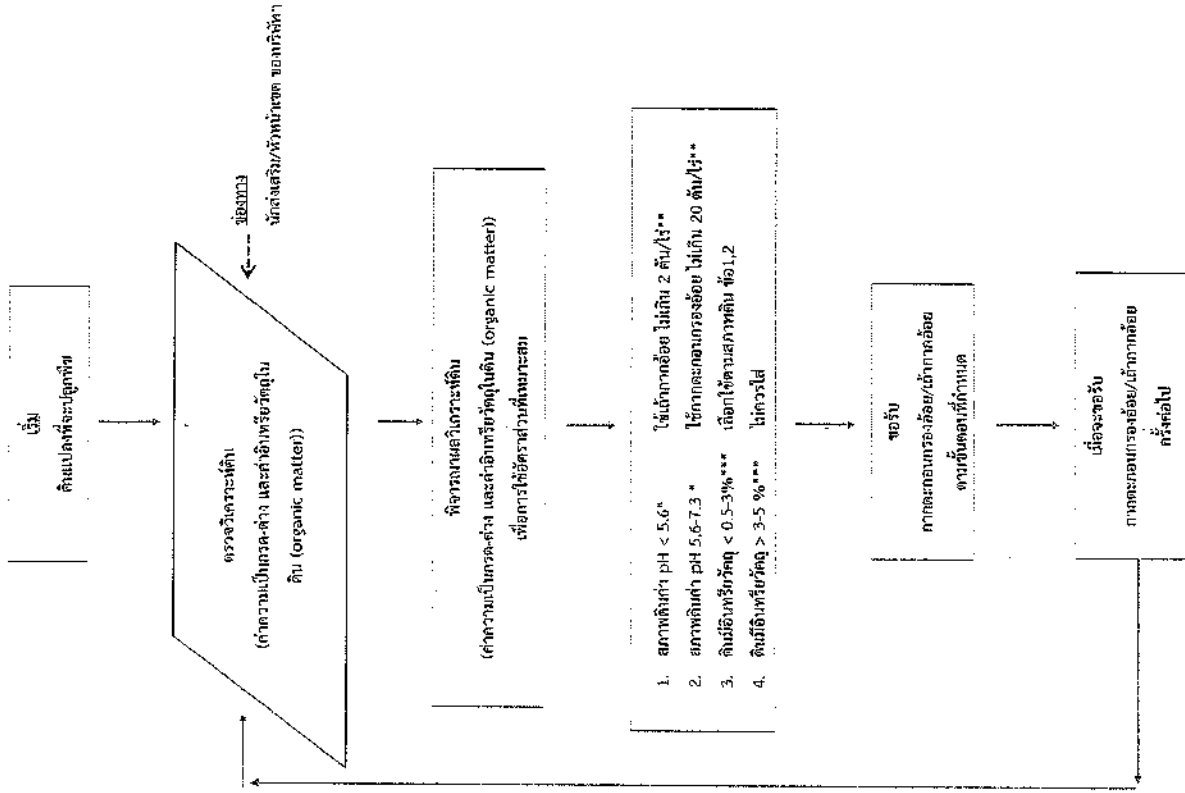 เริ่ม
ดินแปลงที่จะปลูกพืช
ตรวจวิเคราะห์ดิน
(ค่าความเป็นกรด-ด่าง และค่าอินทรียวัตถุใน
ดิน (organic matter))
ช่องทาง
นักส่งเสริม/หัวหน้าเขต ของบริษัทฯ
พิจารณาผลวิเคราะห์ดิน
(ค่าความเป็นกรด-ด่าง และค่าอินทรียวัตถุในดิน (organic matter))
เพื่อการใช้อัตราส่วนที่เหมาะสม
1. สภาพดินค่า pH < 5.6* ใช้เถ้ากากอ้อย ไม่เกิน 2 ตัน/ไร่**
2. สภาพดินค่า pH 5.6-7.3 * ใช้กากตะกอนกรองอ้อย ไม่เกิน 20 ตัน/ไร่**
3. ดินมีอินทรียวัตถุ < 0.5-3%*** เลือกใช้ตามสภาพดิน ข้อ1,2
4. ดินมีอินทรียวัตถุ > 3-5 %*** ไม่ควรใส่
ขอรับ
กากตะกอนกรองอ้อย/เถ้ากากอ้อย
ตามขั้นตอนที่กำหนด
เมื่อจะขอรับ
กากตะกอนกรองอ้อย/เถ้ากากอ้อย
ครั้งต่อไป